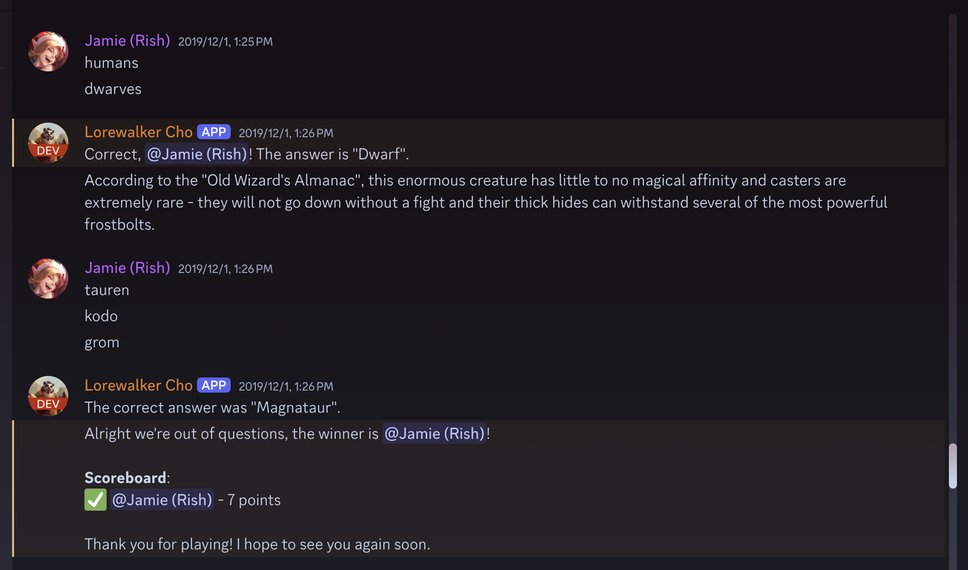 Jamie (Rish) 2019/12/1, 1:25 PM
humans
dwarves
Lorewalker Cho APP 2019/12/1, 1:26 PM
DEV
Correct, @Jamie (Rish)! The answer is "Dwarf".
According to the "Old Wizard's Almanac", this enormous creature has little to no magical affinity and casters are
extremely rare - they will not go down without a fight and their thick hides can withstand several of the most powerful
frostbolts.
Jamie (Rish) 2019/12/1, 1:26 PM
tauren
kodo
grom
Lorewalker Cho APP 2019/12/1, 1:26 PM
DEV
The correct answer was "Magnataur".
Alright we're out of questions, the winner is @Jamie (Rish)!
Scoreboard:
✅ @Jamie (Rish) - 7 points
Thank you for playing! I hope to see you again soon.